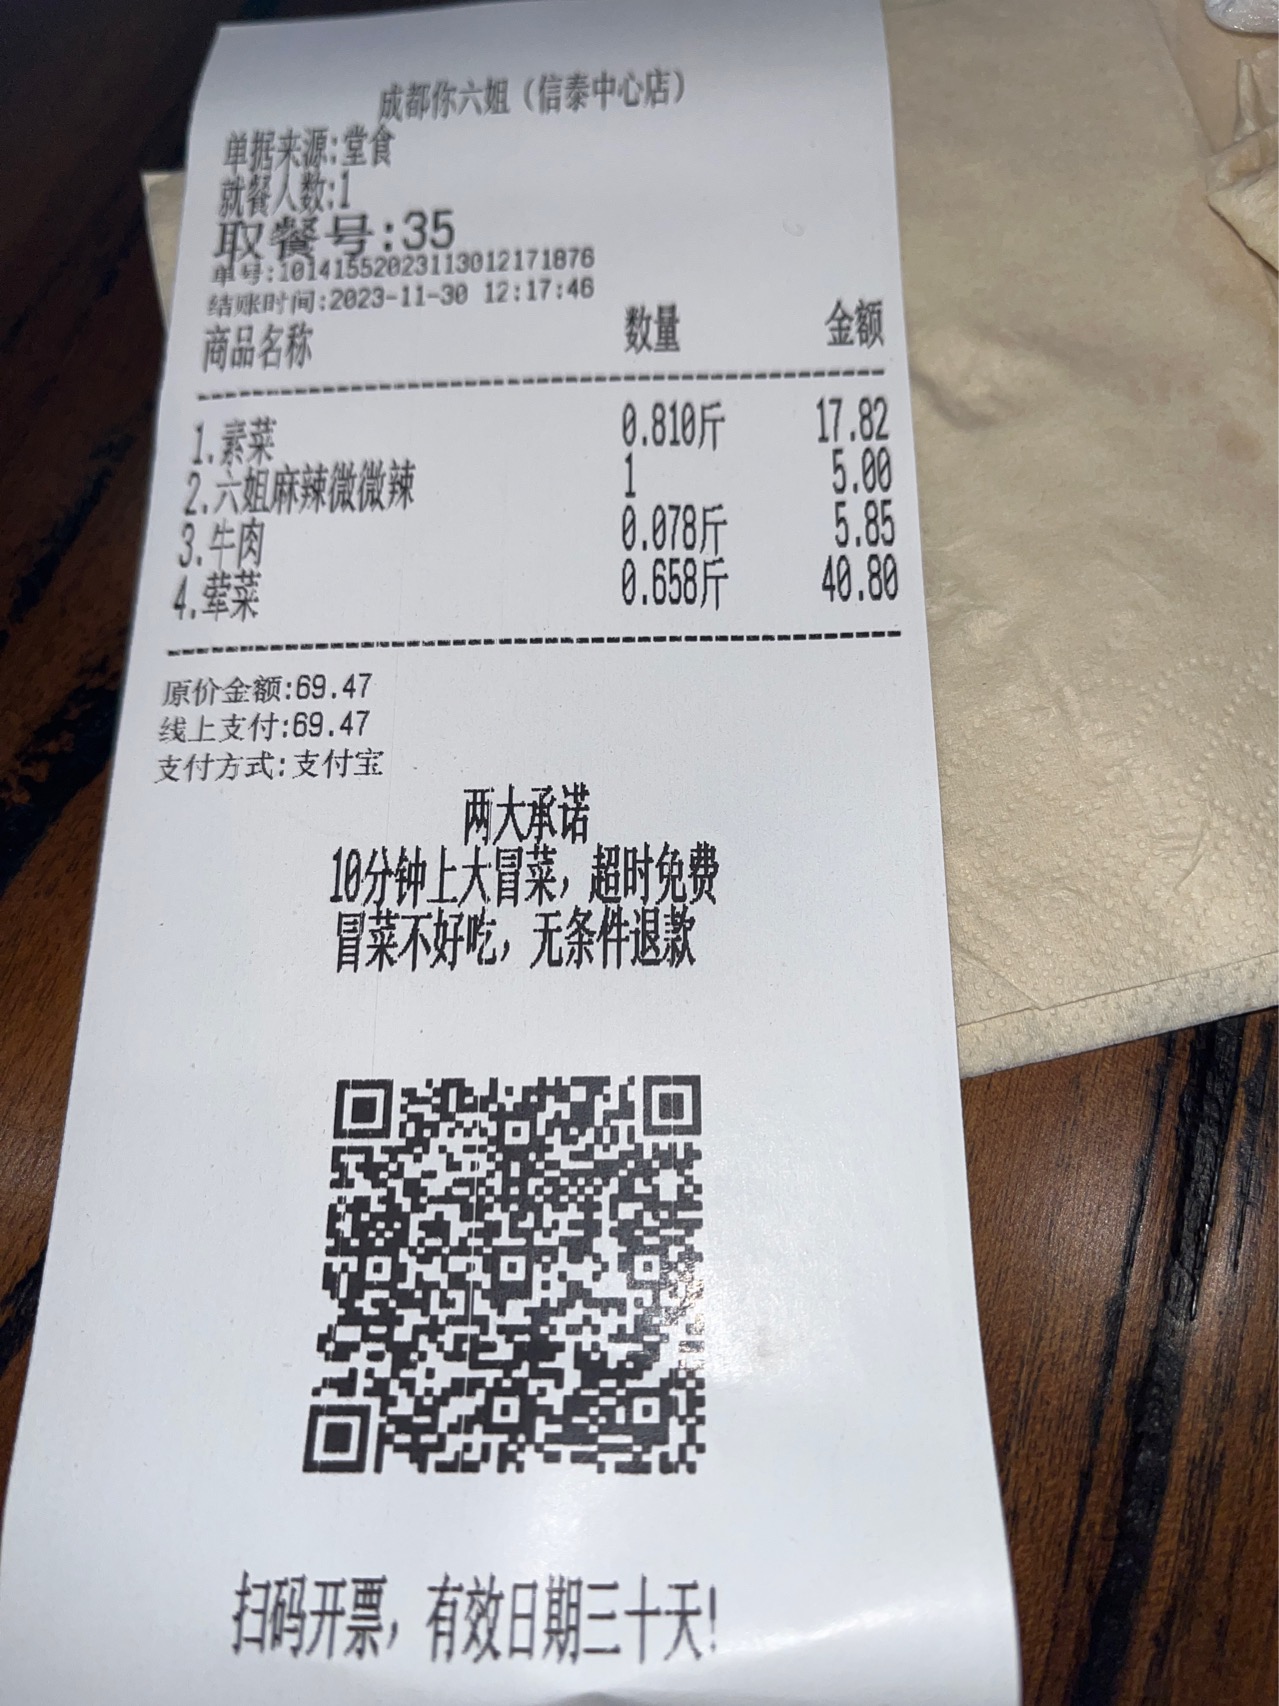 成都你六姐（信泰中心店）
单据来源:堂食
就餐人数:1
取餐号:35
单号:10141552023113012171876
结账时间:2023-11-30 12:17:46
商品名称 数量 金额
1.素菜 0.810斤 17.82
2.六姐麻辣微微辣 1 5.00
3.牛肉 0.078斤 5.85
4.荤菜 0.658斤 40.80
原价金额:69.47
线上支付:69.47
支付方式:支付宝
两大承诺
10分钟上大冒菜，超时免费
冒菜不好吃，无条件退款
扫码开票，有效日期三十天!